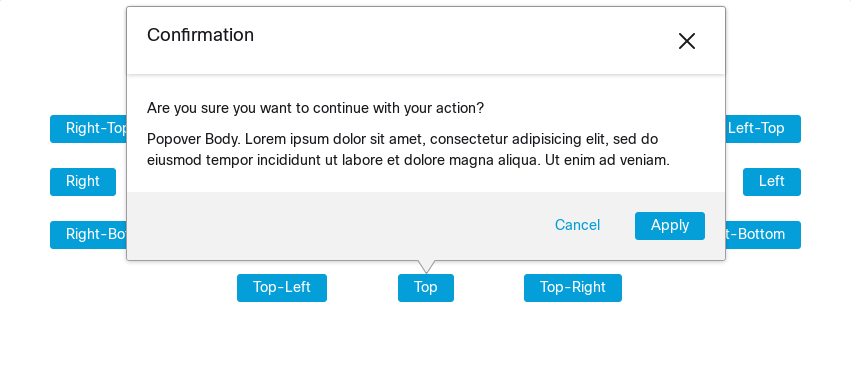 Confirmation
Are you sure you want to continue with your action?
Popover Body. Lorem ipsum dolor sit amet, consectetur adipisicing elit, sed do
eiusmod tempor incididunt ut labore et dolore magna aliqua. Ut enim ad veniam.
Cancel Apply
Right-Top Left-Top
Right Left
Right-Bot t-Bottom
Top-Left Top Top-Right